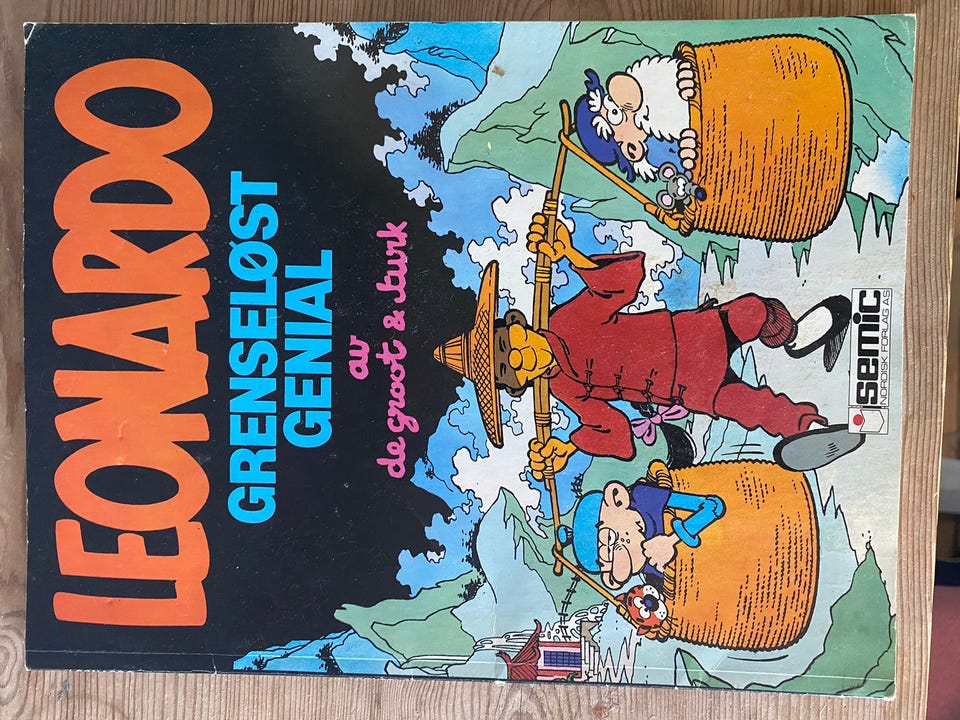 LEONARDO
GRENSELØST
GENIAL
av
de groot & turk
semic
NORDISK FORLAG AS